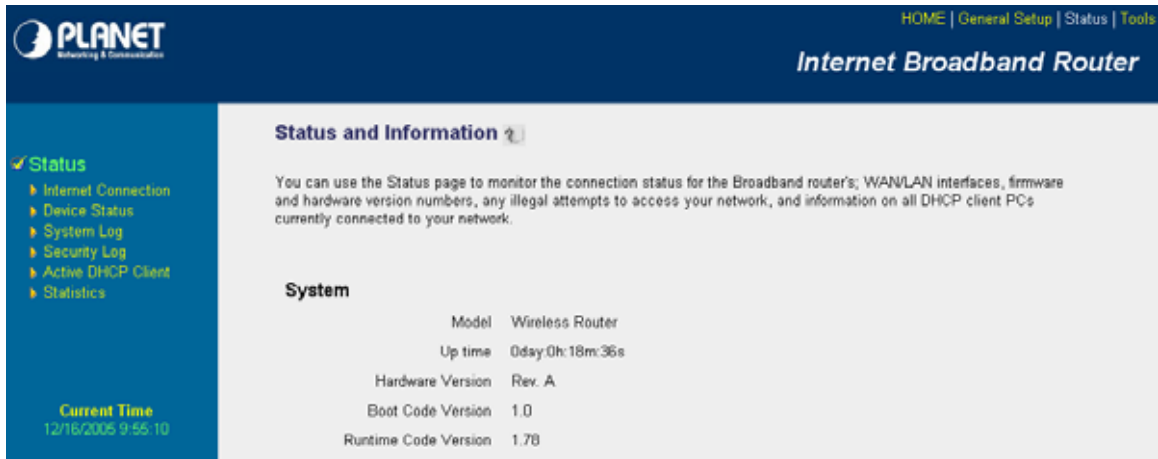 PLANET
Networking & Communication
HOME | General Setup | Status | Tools
Internet Broadband Router
Status
Internet Connection
Device Status
System Log
Security Log
Active DHCP Client
Statistics
Current Time
12/16/2005 9:55:10
Status and Information
You can use the Status page to monitor the connection status for the Broadband router's; WAN/LAN interfaces, firmware
and hardware version numbers, any illegal attempts to access your network, and information on all DHCP client PCs
currently connected to your network.
System
Model Wireless Router
Up time 0day:0h:18m:36s
Hardware Version Rev. A
Boot Code Version 1.0
Runtime Code Version 1.78